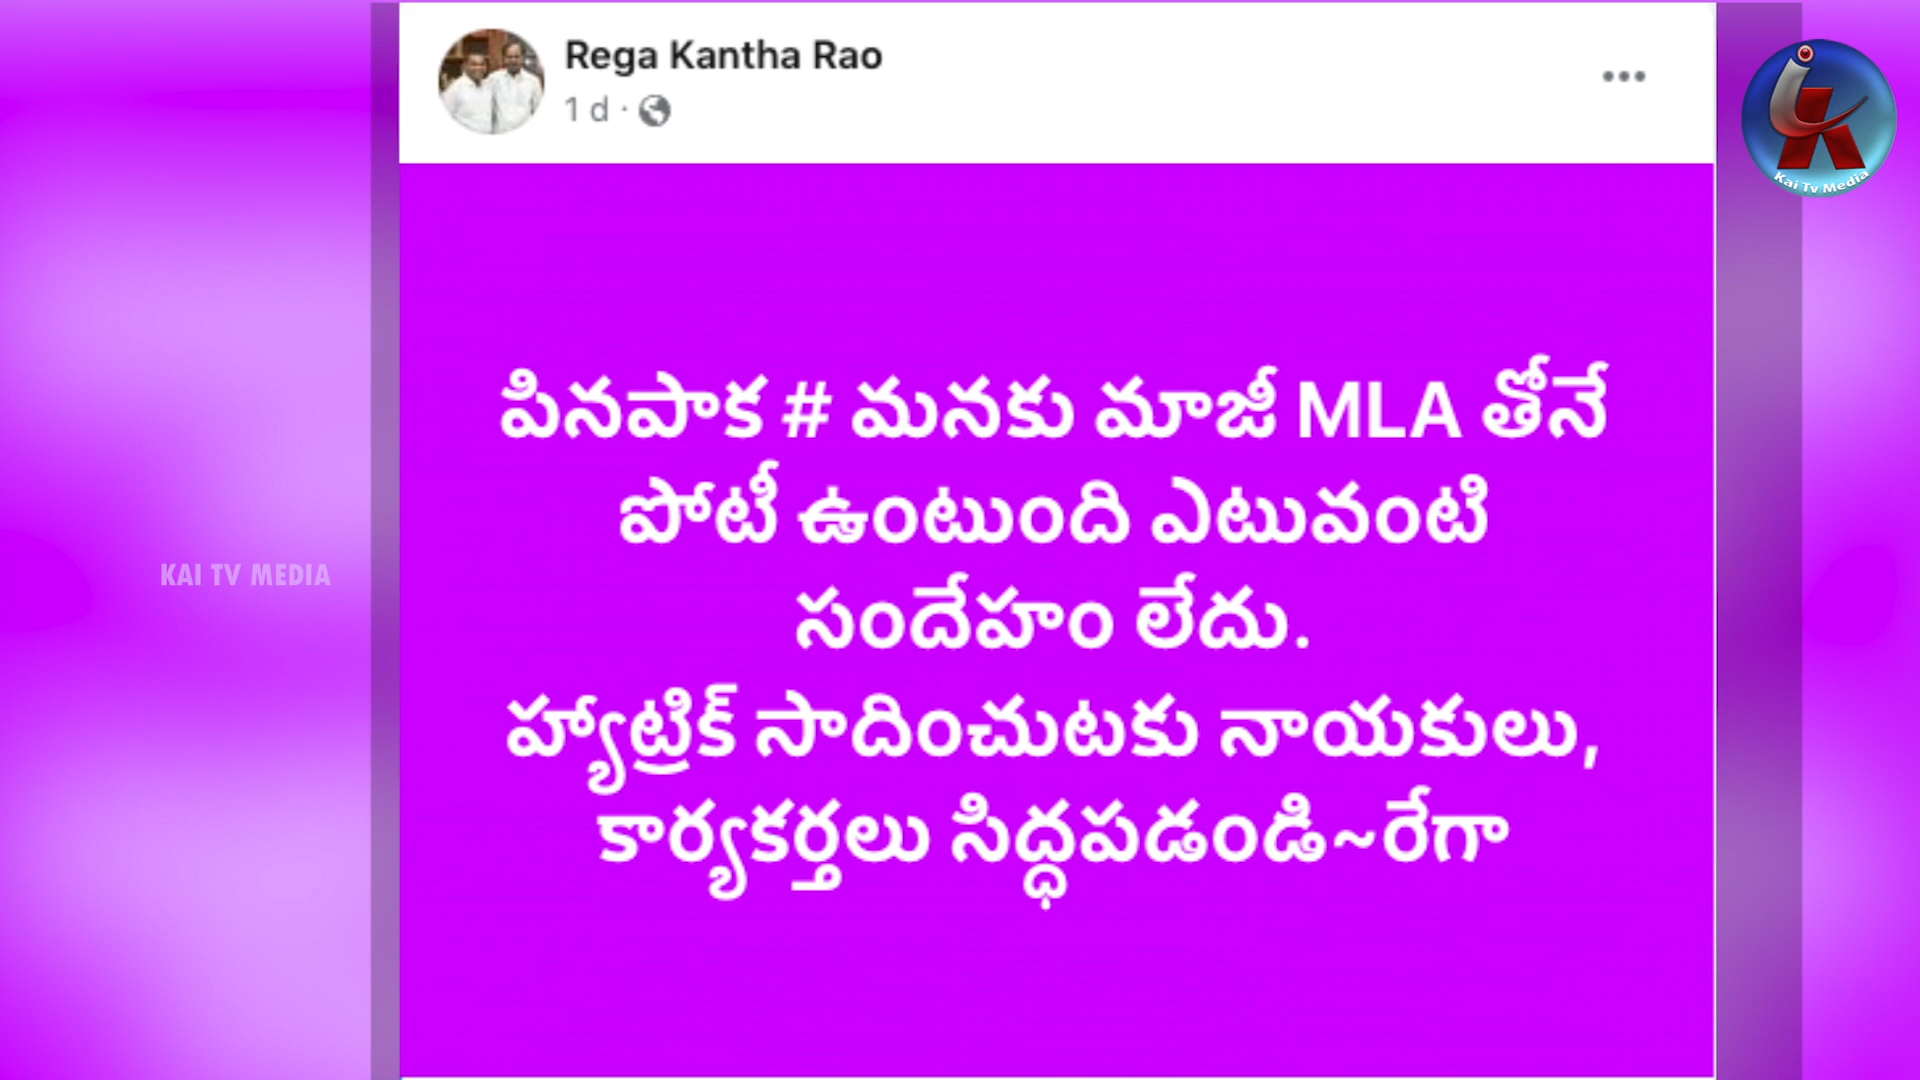 Rega Kantha Rao
1 d ·
Kai Tv Media
పినపాక # మనకు మాజీ MLA తోనే
పోటీ ఉంటుంది ఎటువంటి
సందేహం లేదు.
హ్యాట్రిక్ సాదించుటకు నాయకులు,
కార్యకర్తలు సిద్ధపడండి~రేగా
KAI TV MEDIA